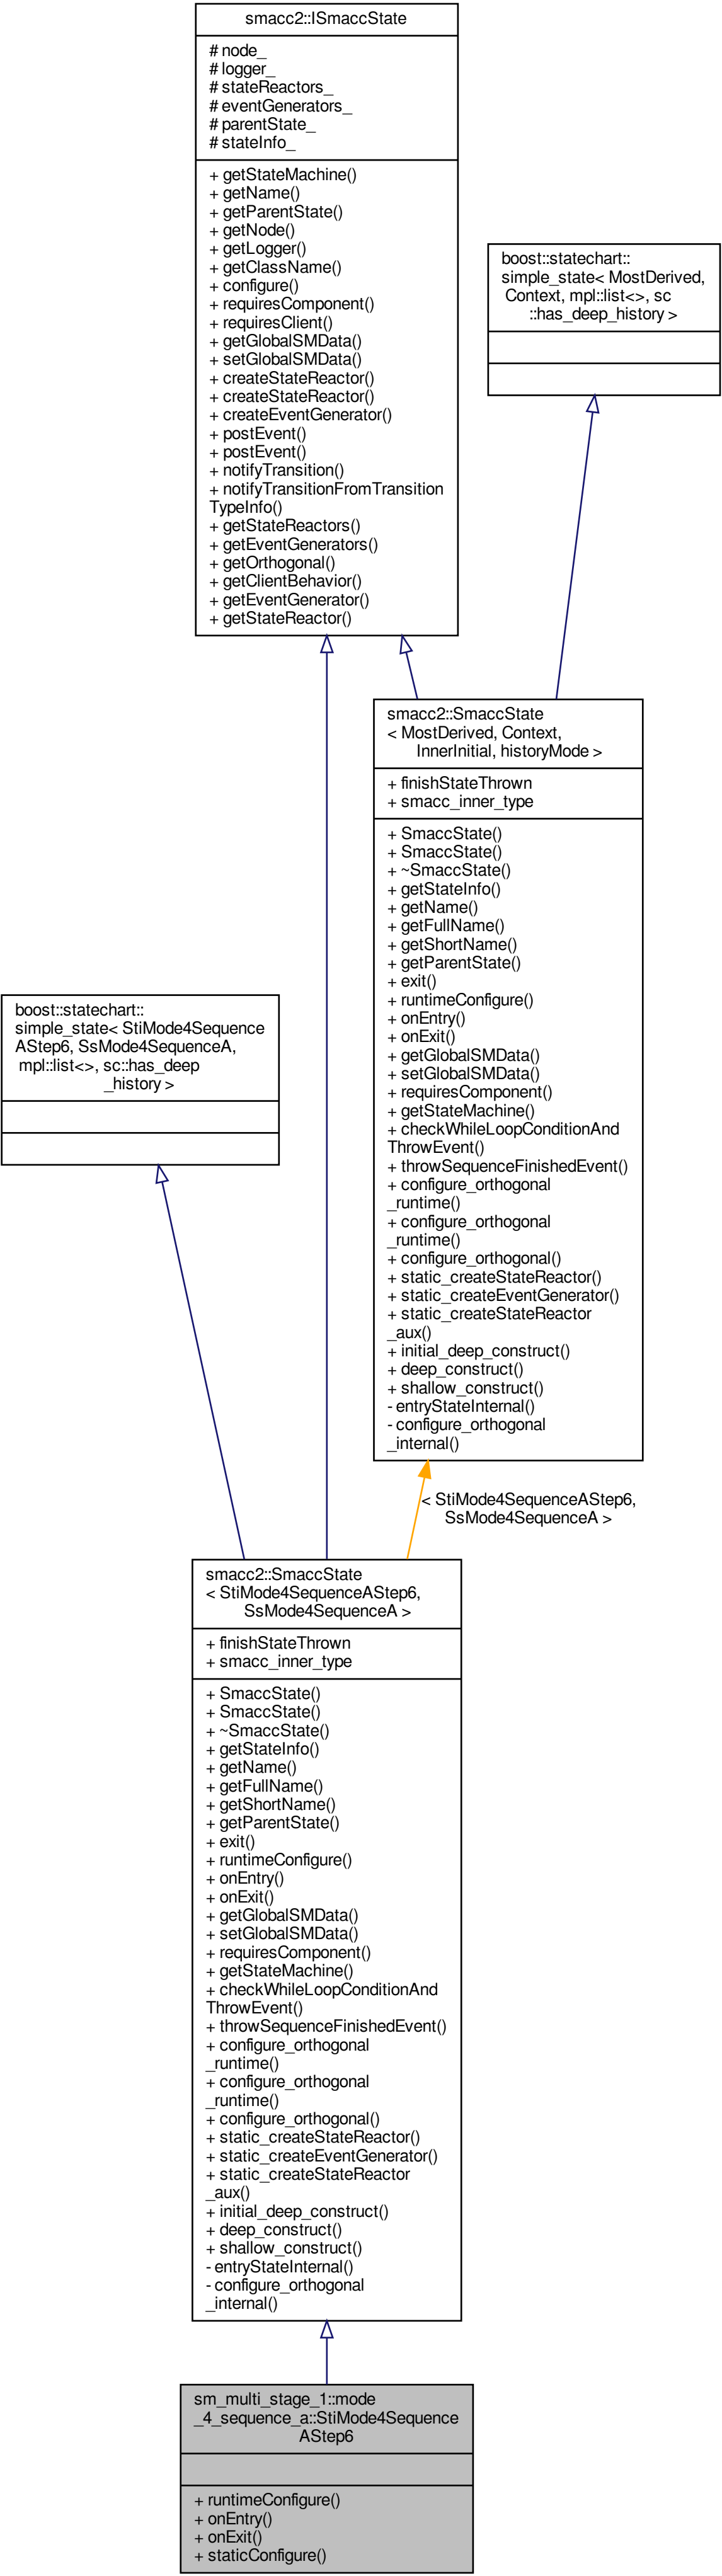 smacc2::ISmaccState
# node_
# logger_
# stateReactors_
# eventGenerators_
# parentState_
# stateInfo_
+ getStateMachine()
+ getName()
+ getParentState()
+ getNode()
+ getLogger()
+ getClassName()
+ configure()
+ requiresComponent()
+ requiresClient()
+ getGlobalSMData()
+ setGlobalSMData()
+ createStateReactor()
+ createStateReactor()
+ createEventGenerator()
+ postEvent()
+ postEvent()
+ notifyTransition()
+ notifyTransitionFromTransition
TypeInfo()
+ getStateReactors()
+ getEventGenerators()
+ getOrthogonal()
+ getClientBehavior()
+ getEventGenerator()
+ getStateReactor()
boost::statechart::
simple_state< MostDerived,
Context, mpl::list<>, sc
::has_deep_history >
smacc2::SmaccState
< MostDerived, Context,
InnerInitial, historyMode >
+ finishStateThrown
+ smacc_inner_type
+ SmaccState()
+ SmaccState()
+ ~SmaccState()
+ getStateInfo()
+ getName()
+ getFullName()
+ getShortName()
+ getParentState()
+ exit()
+ runtimeConfigure()
+ onEntry()
+ onExit()
+ getGlobalSMData()
+ setGlobalSMData()
+ requiresComponent()
+ getStateMachine()
+ checkWhileLoopConditionAnd
ThrowEvent()
+ throwSequenceFinishedEvent()
+ configure_orthogonal
_runtime()
+ configure_orthogonal
_runtime()
+ configure_orthogonal()
+ static_createStateReactor()
+ static_createEventGenerator()
+ static_createStateReactor
_aux()
+ initial_deep_construct()
+ deep_construct()
+ shallow_construct()
- entryStateInternal()
- configure_orthogonal
_internal()
boost::statechart::
simple_state< StiMode4Sequence
AStep6, SsMode4SequenceA,
mpl::list<>, sc::has_deep
_history >
< StiMode4SequenceAStep6,
SsMode4SequenceA >
smacc2::SmaccState
< StiMode4SequenceAStep6,
SsMode4SequenceA >
+ finishStateThrown
+ smacc_inner_type
+ SmaccState()
+ SmaccState()
+ ~SmaccState()
+ getStateInfo()
+ getName()
+ getFullName()
+ getShortName()
+ getParentState()
+ exit()
+ runtimeConfigure()
+ onEntry()
+ onExit()
+ getGlobalSMData()
+ setGlobalSMData()
+ requiresComponent()
+ getStateMachine()
+ checkWhileLoopConditionAnd
ThrowEvent()
+ throwSequenceFinishedEvent()
+ configure_orthogonal
_runtime()
+ configure_orthogonal
_runtime()
+ configure_orthogonal()
+ static_createStateReactor()
+ static_createEventGenerator()
+ static_createStateReactor
_aux()
+ initial_deep_construct()
+ deep_construct()
+ shallow_construct()
- entryStateInternal()
- configure_orthogonal
_internal()
sm_multi_stage_1::mode
_4_sequence_a::StiMode4Sequence
AStep6
+ runtimeConfigure()
+ onEntry()
+ onExit()
+ staticConfigure()